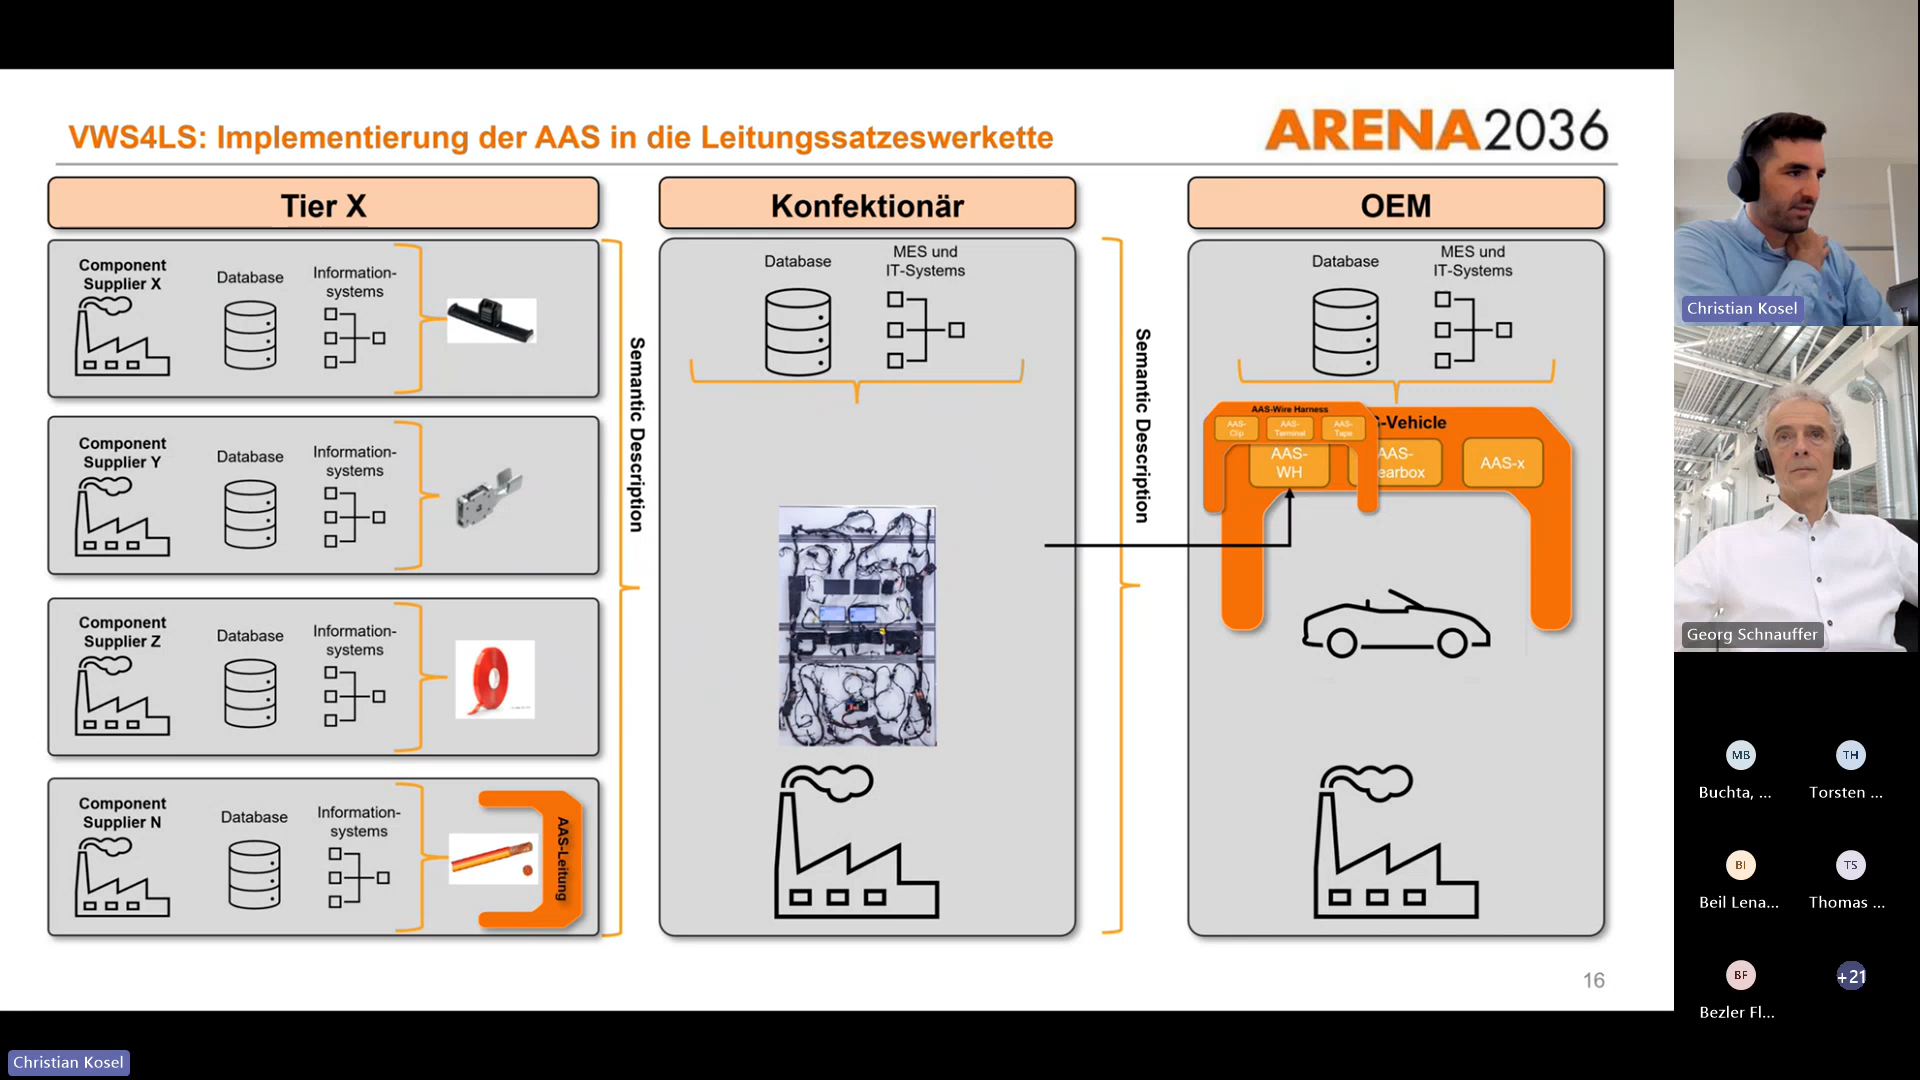 VWS4LS: Implementierung der AAS in die Leitungssatzeswerkette
ARENA2036
Tier X
Component
Supplier X
Database
Information-
systems
Component
Supplier Y
Database
Information-
systems
Component
Supplier Z
Database
Information-
systems
Component
Supplier N
Database
Information-
systems
AAS-Leitung
Semantic Description
Konfektionär
Database
MES und
IT-Systems
Semantic Description
OEM
Database
MES und
IT-Systems
AAS-Wire Harness
AAS-
Clip
AAS-
Terminal
AAS-
Tape
-Vehicle
AAS-
WH
AAS-
earbox
AAS-x
16
Christian Kosel
Georg Schnauffer
MB
Buchta, ...
TH
Torsten ...
BI
Beil Lena...
TS
Thomas ...
BF
Bezler Fl...
+21
Christian Kosel